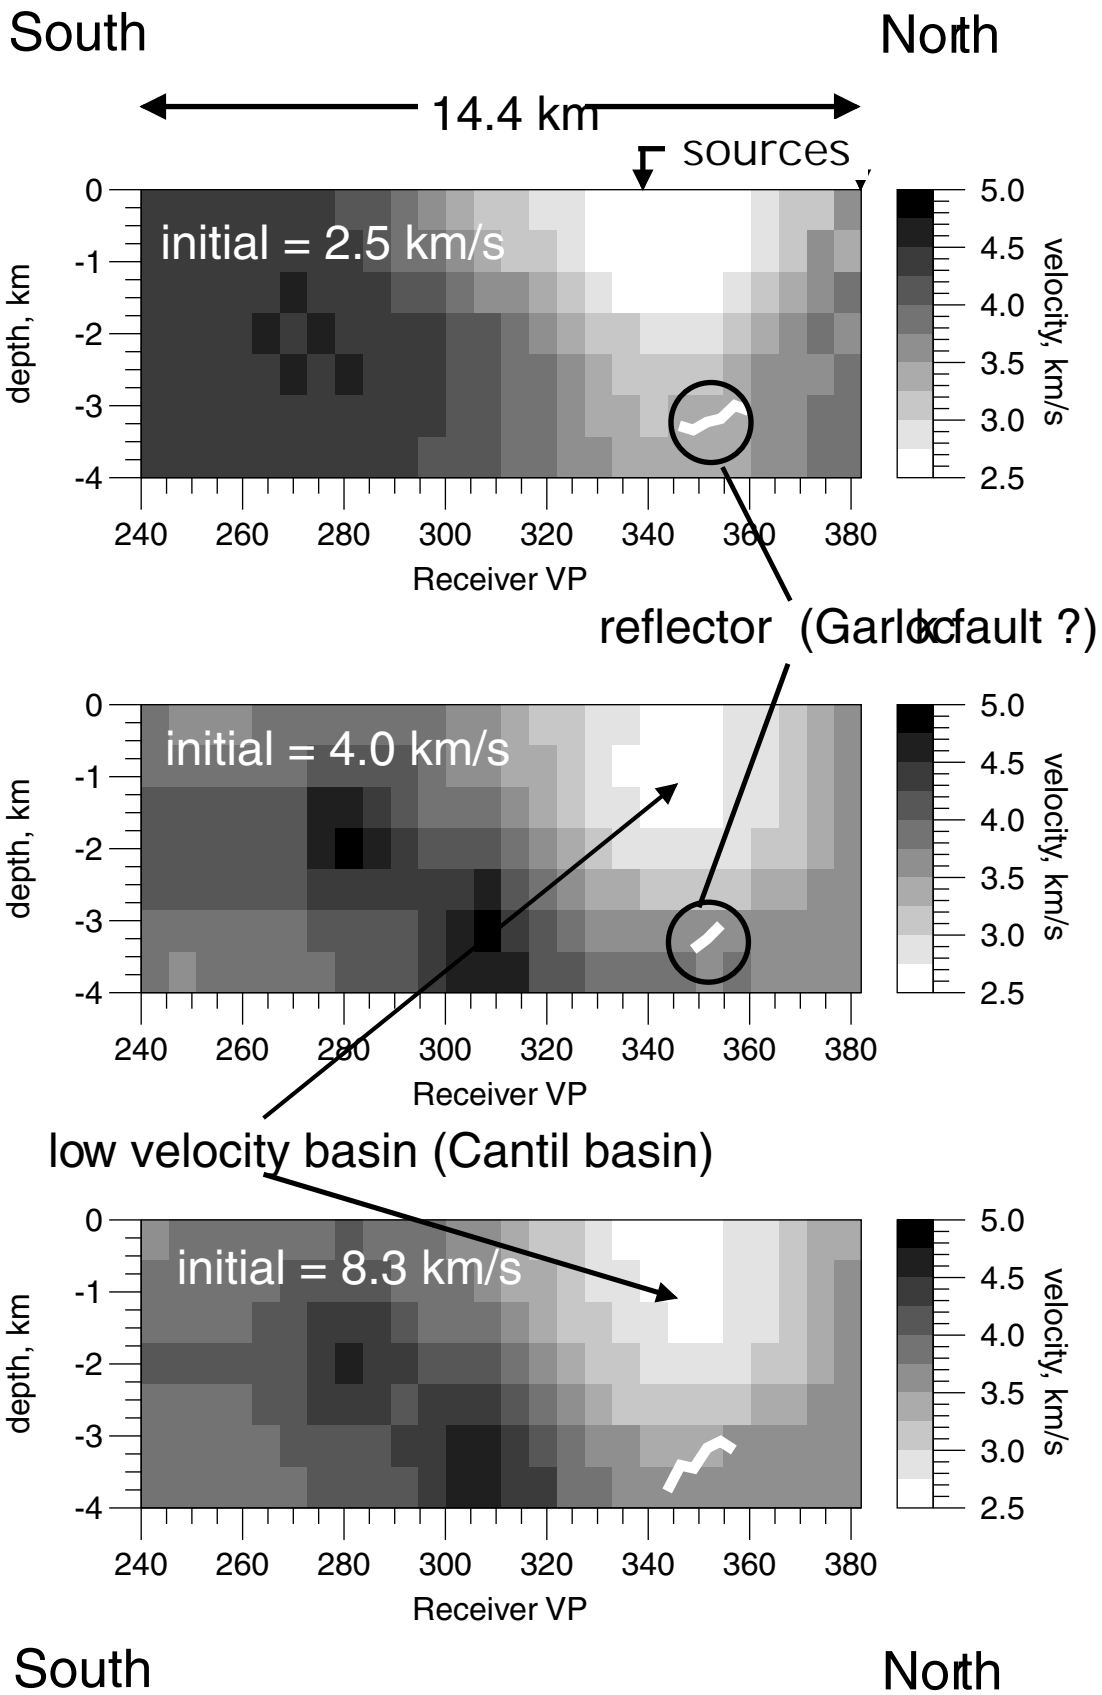 South North
14.4 km
sources
initial = 2.5 km/s
0
-1
-2
-3
-4
depth, km
240 260 280 300 320 340 360 380
Receiver VP
5.0
4.5
4.0
3.5
3.0
2.5
velocity, km/s
reflector (Garlock fault ?)
initial = 4.0 km/s
0
-1
-2
-3
-4
depth, km
240 260 280 300 320 340 360 380
Receiver VP
5.0
4.5
4.0
3.5
3.0
2.5
velocity, km/s
low velocity basin (Cantil basin)
initial = 8.3 km/s
0
-1
-2
-3
-4
depth, km
240 260 280 300 320 340 360 380
Receiver VP
5.0
4.5
4.0
3.5
3.0
2.5
velocity, km/s
South North